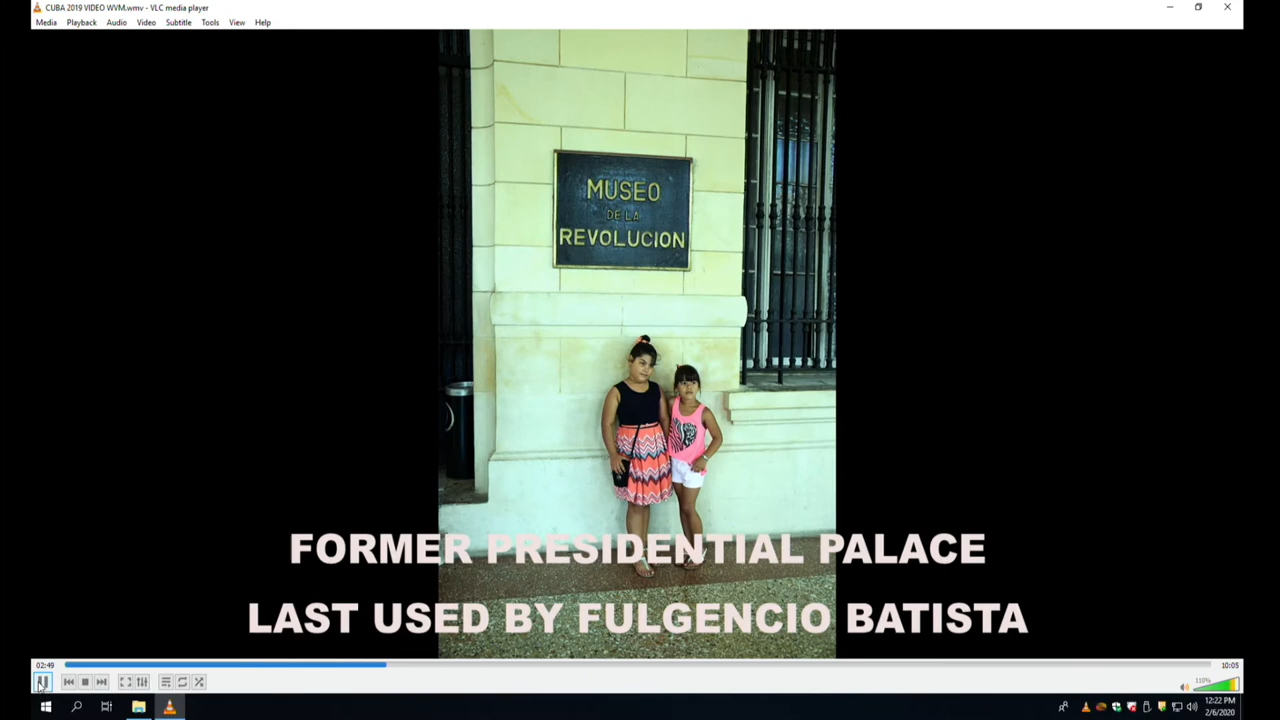 CUBA 2019 VIDEO WVM.wmv - VLC media player
Media Playback Audio Video Subtitle Tools View Help
MUSEO
DE LA
REVOLUCION
FORMER PRESIDENTIAL PALACE
LAST USED BY FULGENCIO BATISTA
02:49
10:05
110%
12:22 PM
2/6/2020